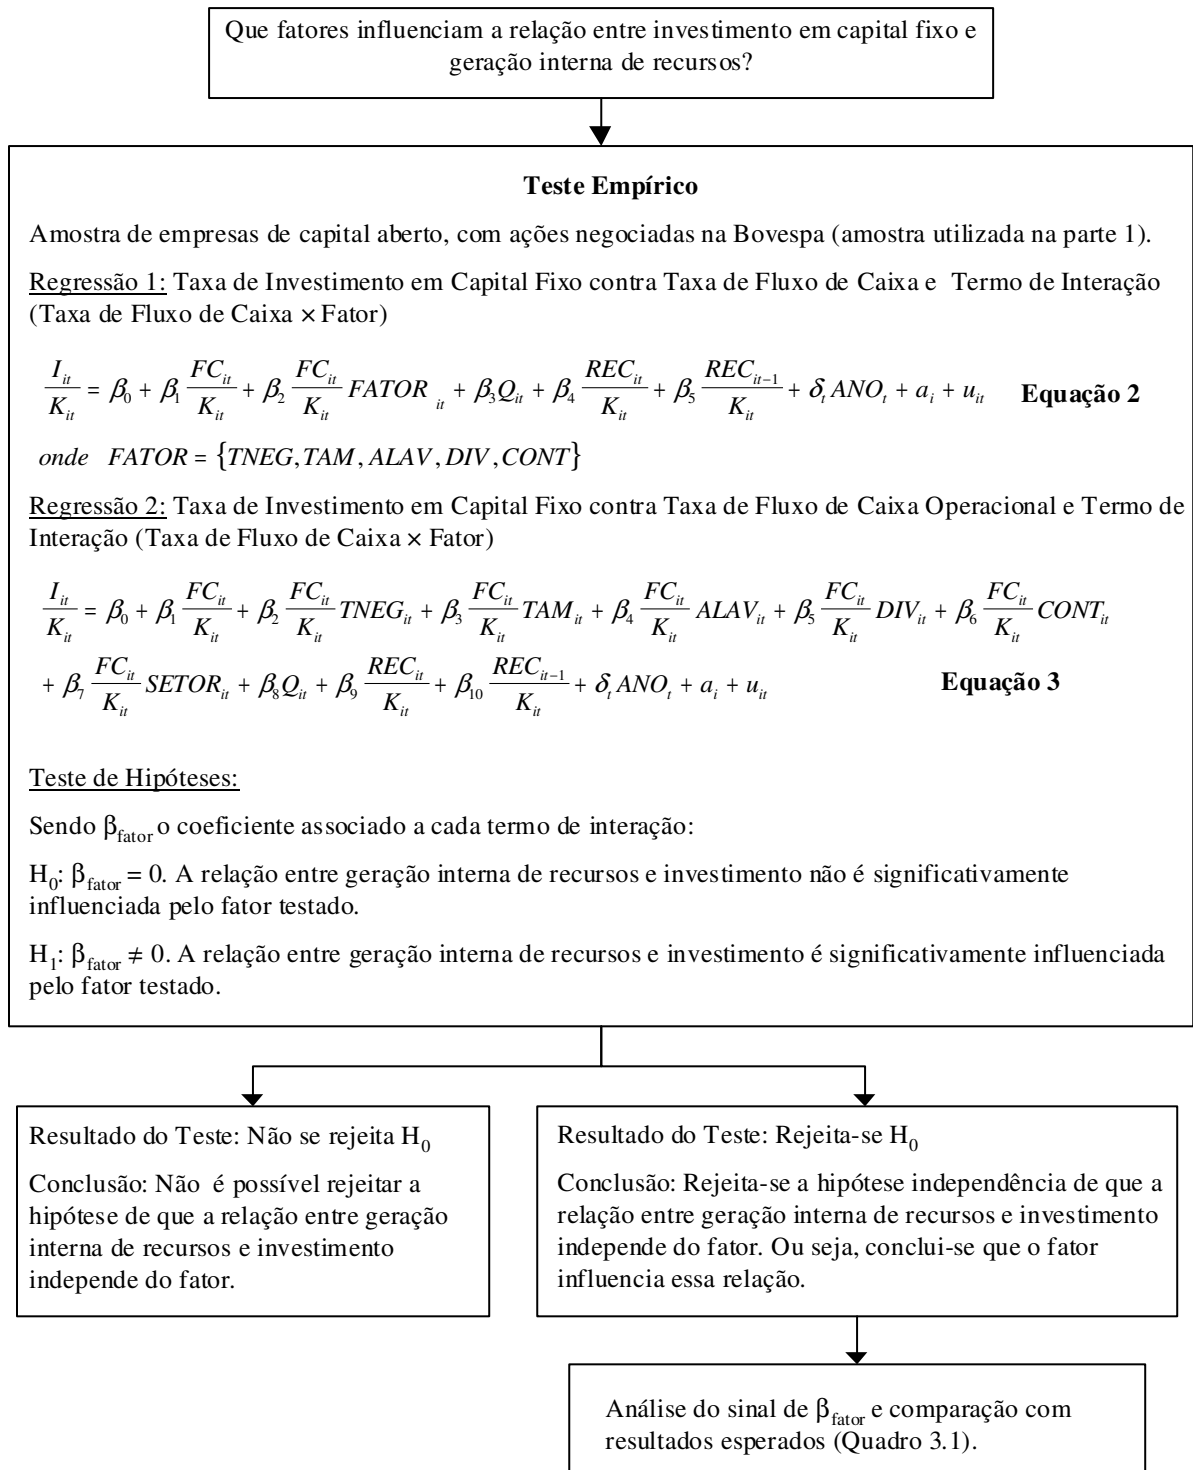 Que fatores influenciam a relação entre investimento em capital fixo e
geração interna de recursos?
Teste Empírico
Amostra de empresas de capital aberto, com ações negociadas na Bovespa (amostra utilizada na parte 1).
Regressão 1: Taxa de Investimento em Capital Fixo contra Taxa de Fluxo de Caixa e Termo de Interação
(Taxa de Fluxo de Caixa × Fator)
I_it/K_it = β_0 + β_1 FC_it/K_it + β_2 FC_it/K_it FATOR_it + β_3 Q_it + β_4 REC_it/K_it + β_5 REC_it−1/K_it + δ_t ANO_t + a_i + u_it Equação 2
onde FATOR = {TNEG, TAM, ALAV, DIV, CONT}
Regressão 2: Taxa de Investimento em Capital Fixo contra Taxa de Fluxo de Caixa Operacional e Termo de
Interação (Taxa de Fluxo de Caixa × Fator)
I_it/K_it = β_0 + β_1 FC_it/K_it + β_2 FC_it/K_it TNEG_it + β_3 FC_it/K_it TAM_it + β_4 FC_it/K_it ALAV_it + β_5 FC_it/K_it DIV_it + β_6 FC_it/K_it CONT_it
+ β_7 FC_it/K_it SETOR_it + β_8 Q_it + β_9 REC_it/K_it + β_10 REC_it−1/K_it + δ_t ANO_t + a_i + u_it Equação 3
Teste de Hipóteses:
Sendo β_fator o coeficiente associado a cada termo de interação:
H_0: β_fator = 0. A relação entre geração interna de recursos e investimento não é significativamente
influenciada pelo fator testado.
H_1: β_fator ≠ 0. A relação entre geração interna de recursos e investimento é significativamente influenciada
pelo fator testado.
Resultado do Teste: Não se rejeita H_0
Conclusão: Não é possível rejeitar a
hipótese de que a relação entre geração
interna de recursos e investimento
independe do fator.
Resultado do Teste: Rejeita-se H_0
Conclusão: Rejeita-se a hipótese independência de que a
relação entre geração interna de recursos e investimento
independe do fator. Ou seja, conclui-se que o fator
influencia essa relação.
Análise do sinal de β_fator e comparação com
resultados esperados (Quadro 3.1).